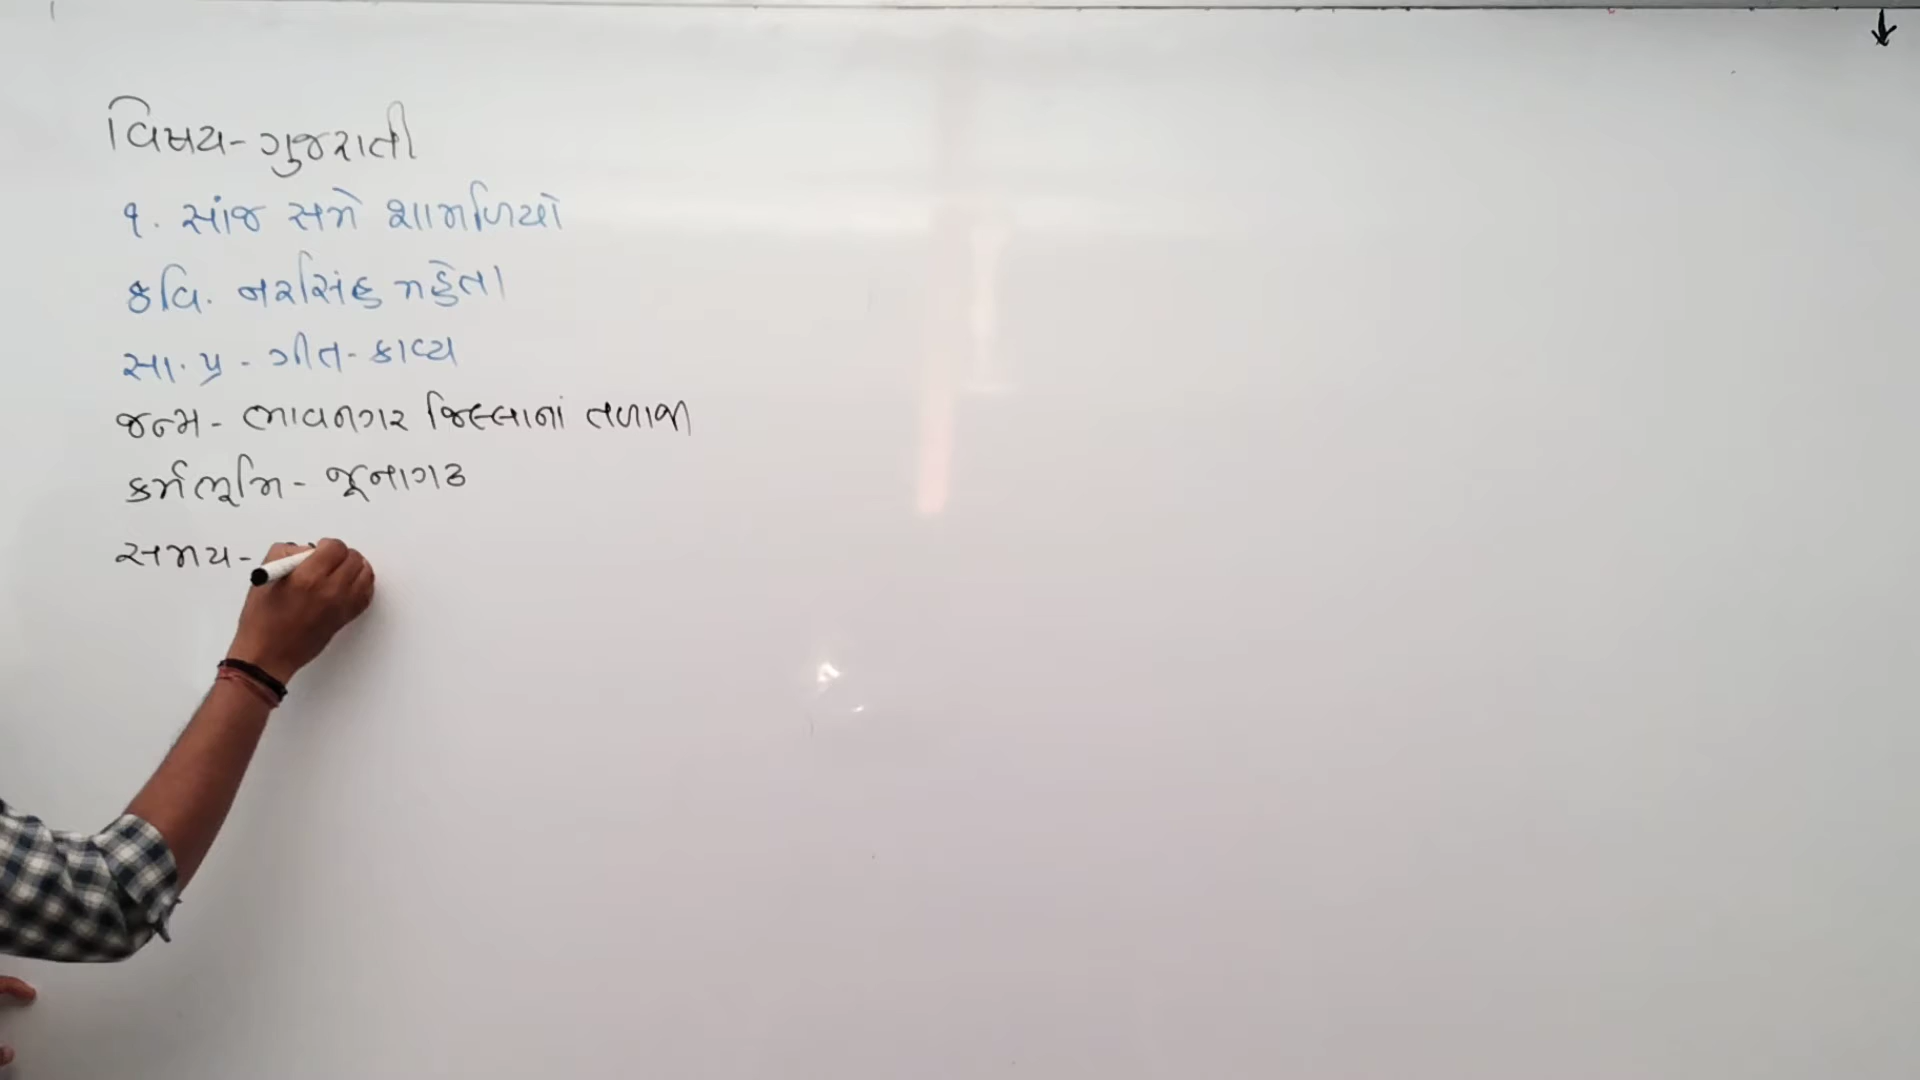 વિષય- ગુજરાતી
૧. સાંજ સમે શામળિયો
કવિ. નરસિંહ મહેતા
સા. પ્ર - ગીત- કાવ્ય
જન્મ - ભાવનગર જિલ્લાનાં તળાજા
કર્મભૂમિ - જૂનાગઢ
સમય-